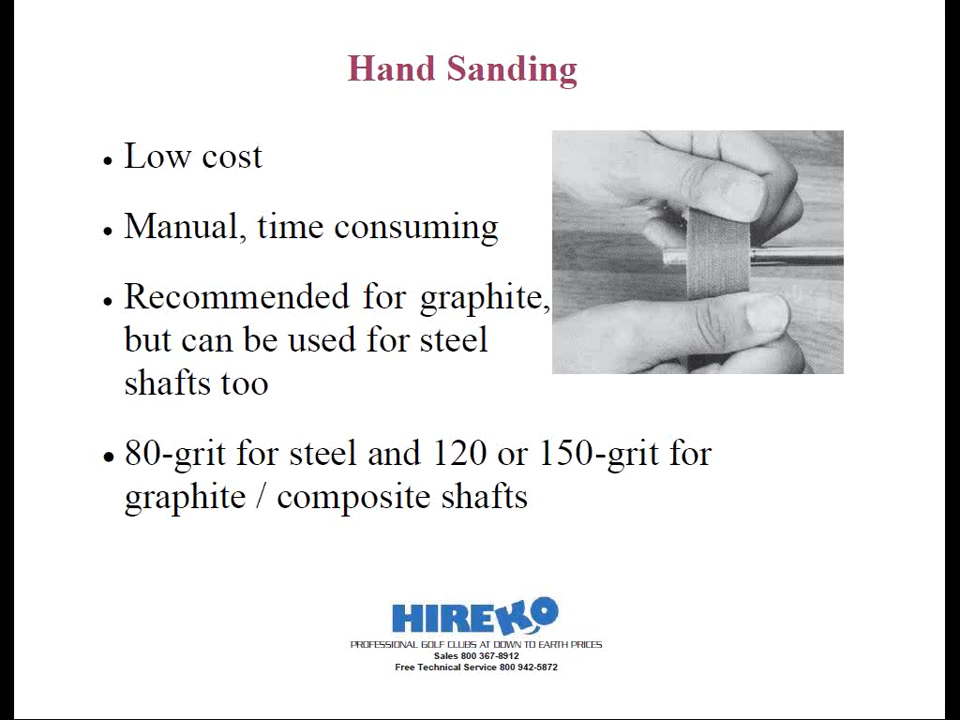 Hand Sanding
• Low cost
• Manual, time consuming
• Recommended for graphite,
but can be used for steel
shafts too
• 80-grit for steel and 120 or 150-grit for
graphite / composite shafts
HIREKO
PROFESSIONAL GOLF CLUBS AT DOWN TO EARTH PRICES
Sales 800 367-8912
Free Technical Service 800 942-5872